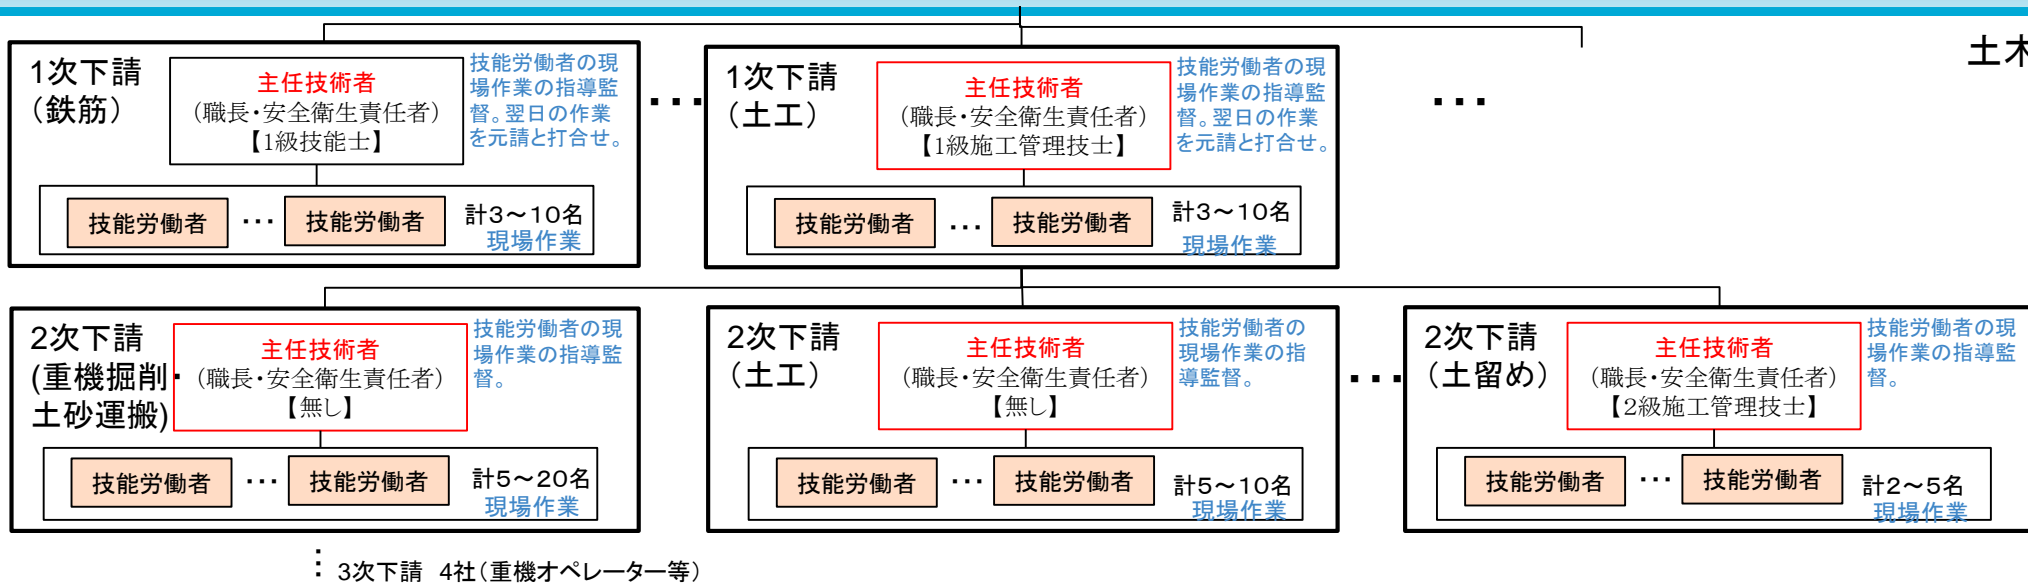 土木
1次下請
（鉄筋）
主任技術者
（職長・安全衛生責任者）
【1級技能士】
技能労働者の現
場作業の指導監
督。翌日の作業
を元請と打合せ。
技能労働者
・・・
技能労働者
計3～10名
現場作業
・・・
1次下請
（土工）
主任技術者
（職長・安全衛生責任者）
【1級施工管理技士】
技能労働者の現
場作業の指導監
督。翌日の作業
を元請と打合せ。
技能労働者
・・・
技能労働者
計3～10名
現場作業
・・・
2次下請
(重機掘削・
土砂運搬)
主任技術者
（職長・安全衛生責任者）
【無し】
技能労働者の現
場作業の指導監
督。
技能労働者
・・・
技能労働者
計5～20名
現場作業
2次下請
（土工）
主任技術者
（職長・安全衛生責任者）
【無し】
技能労働者の
現場作業の指
導監督。
技能労働者
・・・
技能労働者
計5～10名
現場作業
・・・
2次下請
（土留め）
主任技術者
（職長・安全衛生責任者）
【2級施工管理技士】
技能労働者の現
場作業の指導監
督。
技能労働者
・・・
技能労働者
計2～5名
現場作業
⋮ 3次下請 4社（重機オペレーター等）